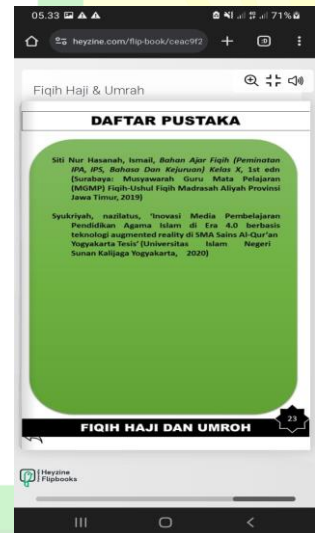 05.33
71%
heyzine.com/flip-book/ceac9f2
:D
Fiqih Haji & Umrah
DAFTAR PUSTAKA
Siti Nur Hasanah, Ismail, Bahan Ajar Fiqih (Peminatan
IPA, IPS, Bahasa Dan Kejuruan) Kelas X, 1st edn
(Surabaya: Musyawarah Guru Mata Pelajaran
(MGMP) Fiqih-Ushul Fiqih Madrasah Aliyah Provinsi
Jawa Timur, 2019)
Syukriyah, nazilatus, ‘Inovasi Media Pembelajaran
Pendidikan Agama Islam di Era 4.0 berbasis
teknologi augmented reality di SMA Sains Al-Qur’an
Yogyakarta Tesis’ (Universitas Islam Negeri
Sunan Kalijaga Yogyakarta, 2020)
23
FIQIH HAJI DAN UMROH
Heyzine
Flipbooks